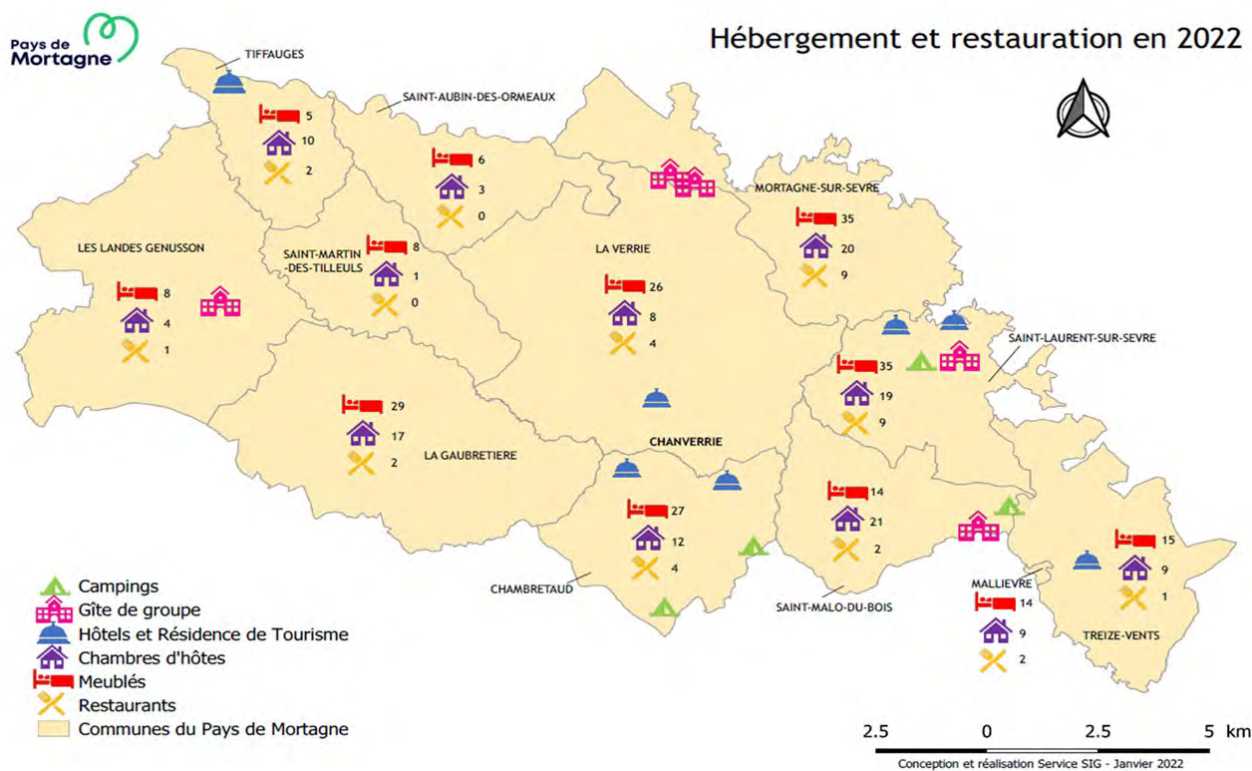 Pays de
Mortagne
Hébergement et restauration en 2022
TIFFAUGES
5
10
2
SAINT-AUBIN-DES-ORMEAUX
6
3
0
MORTAGNE-SUR-SEVRE
35
20
9
LES LANDES GENUSSON
8
4
1
SAINT-MARTIN
-DES-TILLEULS
8
1
0
LA VERRIE
26
8
4
SAINT-LAURENT-SUR-SEVRE
35
19
9
29
17
2
LA GAUBRETIERE
CHANVERRIE
27
12
4
CHAMBRETAUD
14
21
2
SAINT-MALO-DU-BOIS
MALLIEVRE
14
9
2
15
9
1
TREIZE-VENTS
Campings
Gîte de groupe
Hôtels et Résidence de Tourisme
Chambres d'hôtes
Meublés
Restaurants
Communes du Pays de Mortagne
2.5 0 2.5 5 km
Conception et réalisation Service SIG - Janvier 2022